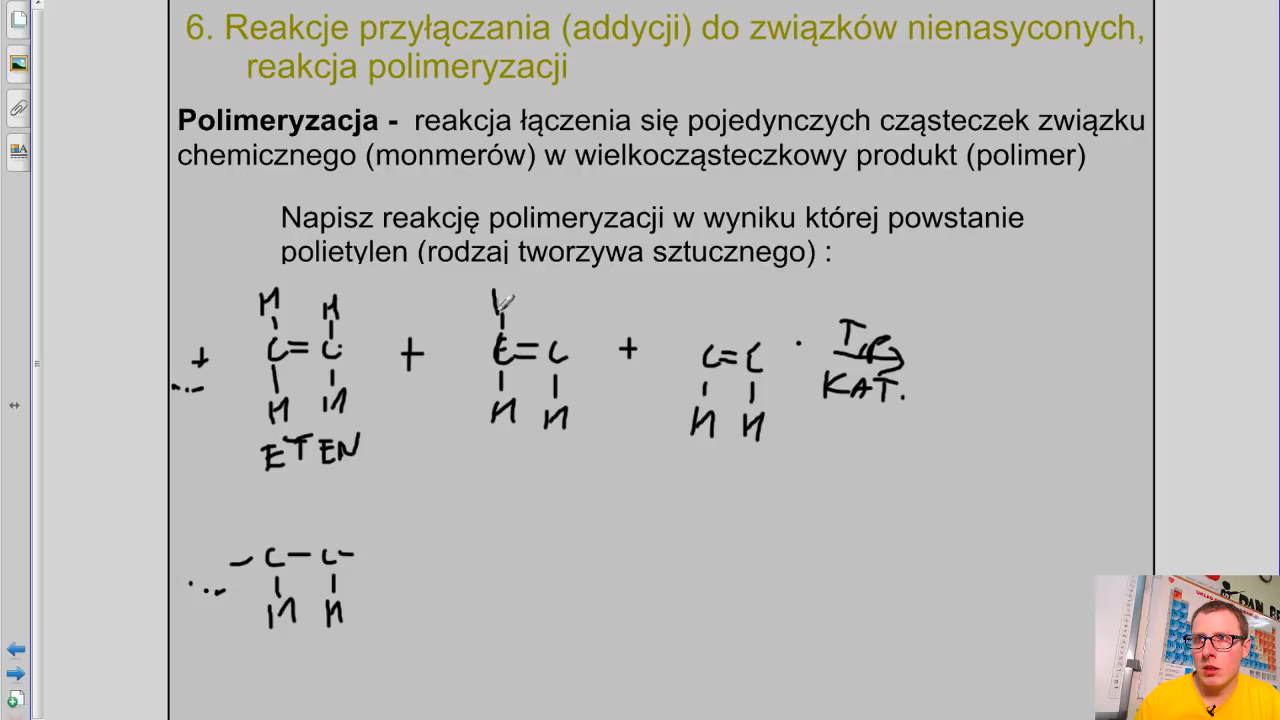 6. Reakcje przyłączania (addycji) do związków nienasyconych,
reakcja polimeryzacji
Polimeryzacja - reakcja łączenia się pojedynczych cząsteczek związku
chemicznego (monmerów) w wielkocząsteczkowy produkt (polimer)
Napisz reakcję polimeryzacji w wyniku której powstanie
polietylen (rodzaj tworzywa sztucznego) :
H H
... + C = C + C = C + C = C T, P
KAT.
H H H H H H
ETEN
... - C - C -
H H